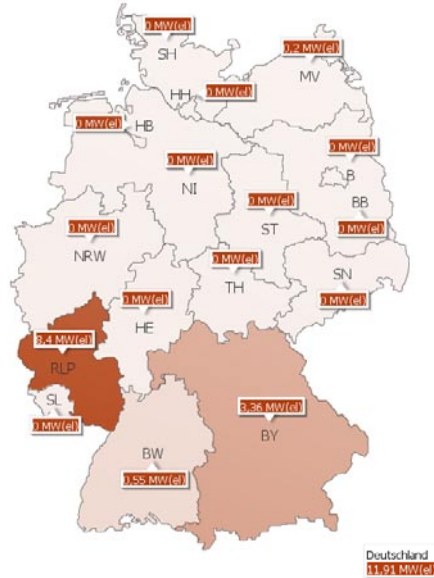 0 MW(el)
SH
0,2 MW(el)
MV
HH
0 MW(el)
0 MW(el)
HB
0 MW(el)
B
0 MW(el)
NI
BB
0 MW(el)
0 MW(el)
ST
0 MW(el)
NRW
0 MW(el)
TH
SN
0 MW(el)
0 MW(el)
HE
8,4 MW(el)
RLP
SL
0 MW(el)
3,36 MW(el)
BY
BW
0,55 MW(el)
Deutschland
11,91 MW(el)